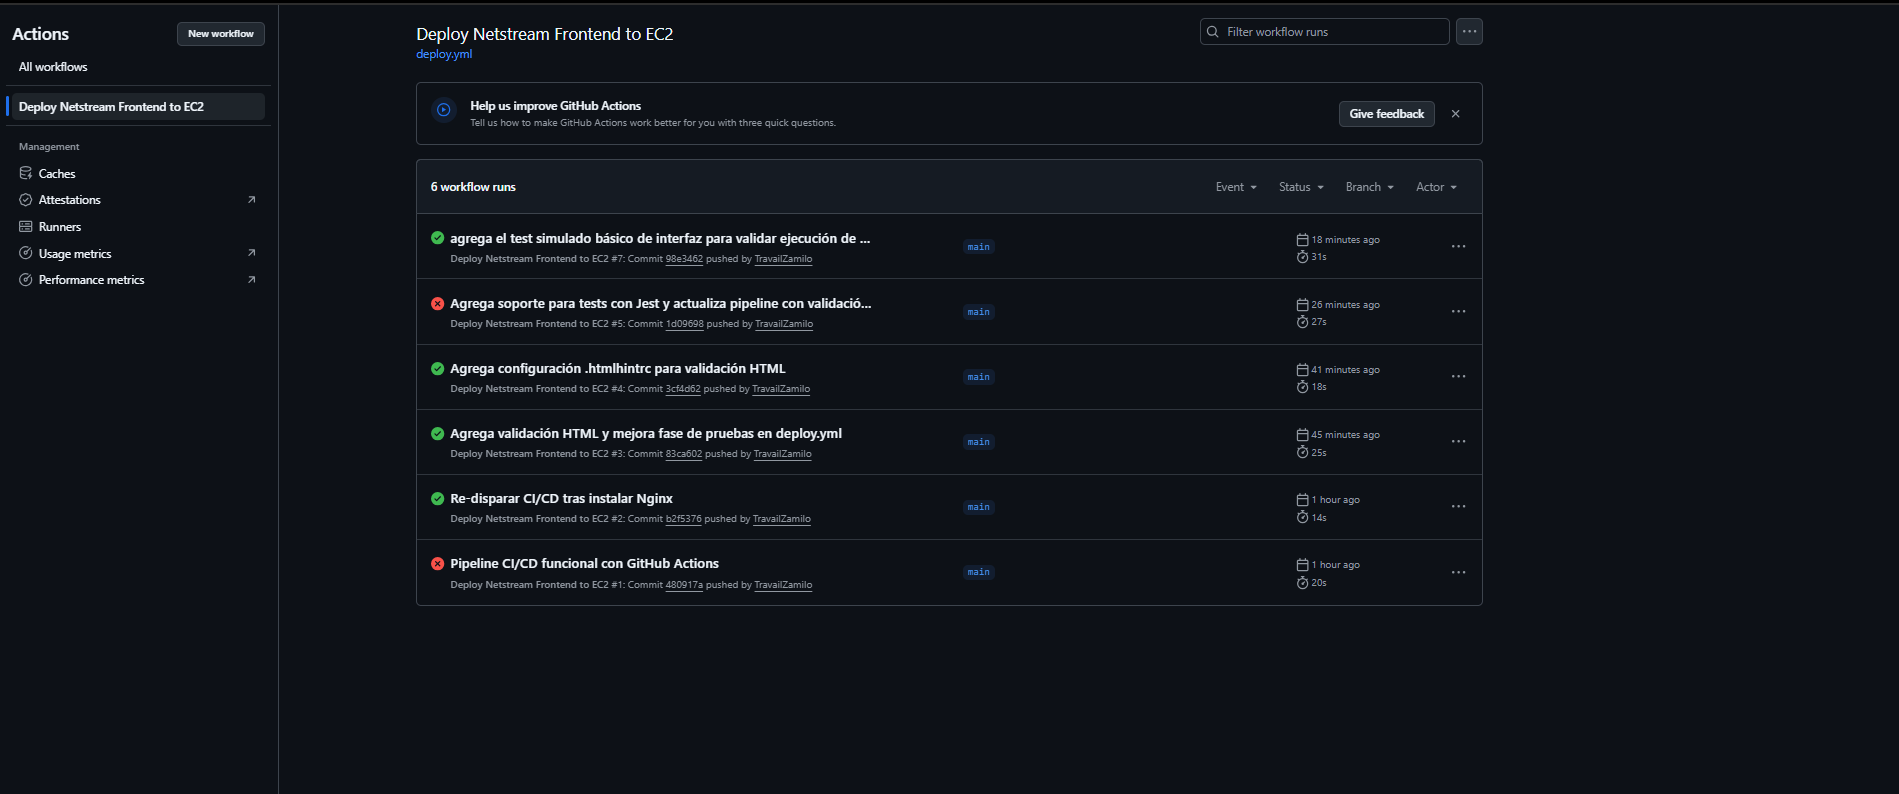 Actions
New workflow
All workflows
Deploy Netstream Frontend to EC2
Management
Caches
Attestations
Runners
Usage metrics
Performance metrics
Deploy Netstream Frontend to EC2
deploy.yml
Filter workflow runs
Help us improve GitHub Actions
Tell us how to make GitHub Actions work better for you with three quick questions.
Give feedback
6 workflow runs
Event
Status
Branch
Actor
agrega el test simulado básico de interfaz para validar ejecución de ...
Deploy Netstream Frontend to EC2 #7: Commit 98e3462 pushed by TravailZamilo
main
18 minutes ago
31s
Agrega soporte para tests con Jest y actualiza pipeline con validació...
Deploy Netstream Frontend to EC2 #5: Commit 1d09698 pushed by TravailZamilo
main
26 minutes ago
27s
Agrega configuración .htmlhintrc para validación HTML
Deploy Netstream Frontend to EC2 #4: Commit 3cf4d62 pushed by TravailZamilo
main
41 minutes ago
18s
Agrega validación HTML y mejora fase de pruebas en deploy.yml
Deploy Netstream Frontend to EC2 #3: Commit 83ca602 pushed by TravailZamilo
main
45 minutes ago
25s
Re-disparar CI/CD tras instalar Nginx
Deploy Netstream Frontend to EC2 #2: Commit b2f5376 pushed by TravailZamilo
main
1 hour ago
14s
Pipeline CI/CD funcional con GitHub Actions
Deploy Netstream Frontend to EC2 #1: Commit 480917a pushed by TravailZamilo
main
1 hour ago
20s